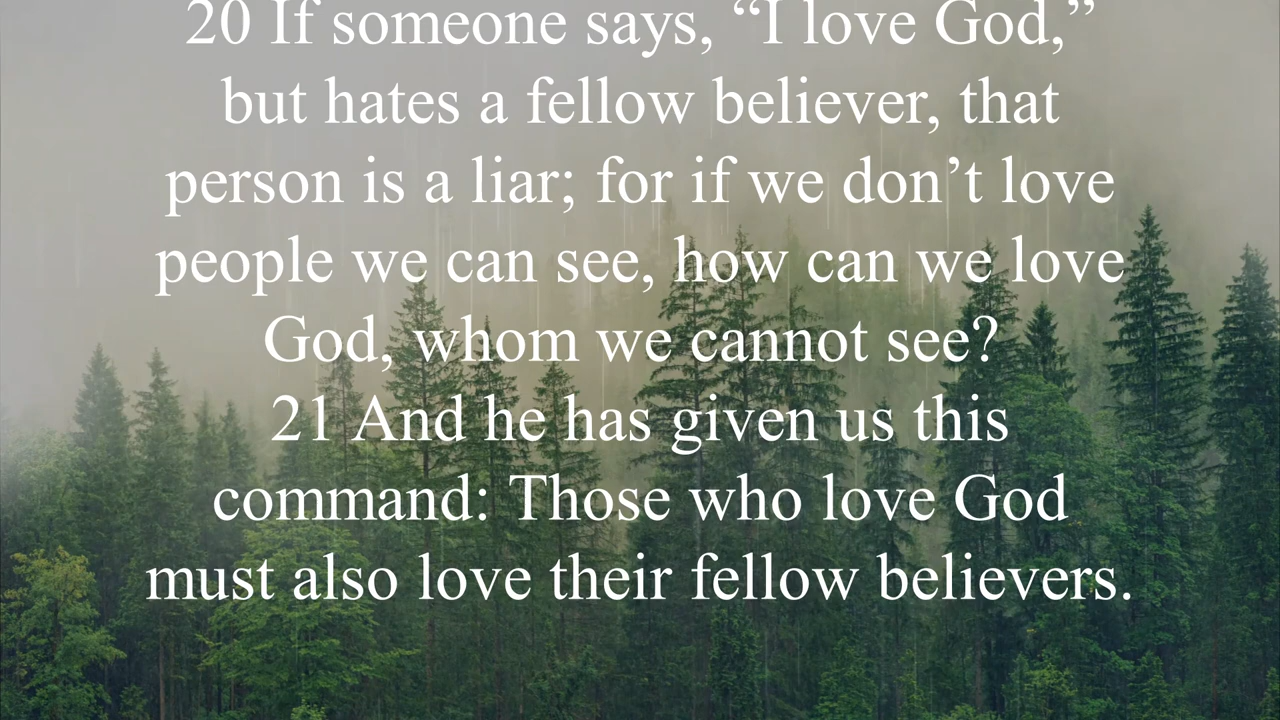 20 If someone says, “I love God,”
but hates a fellow believer, that
person is a liar; for if we don’t love
people we can see, how can we love
God, whom we cannot see?
21 And he has given us this
command: Those who love God
must also love their fellow believers.